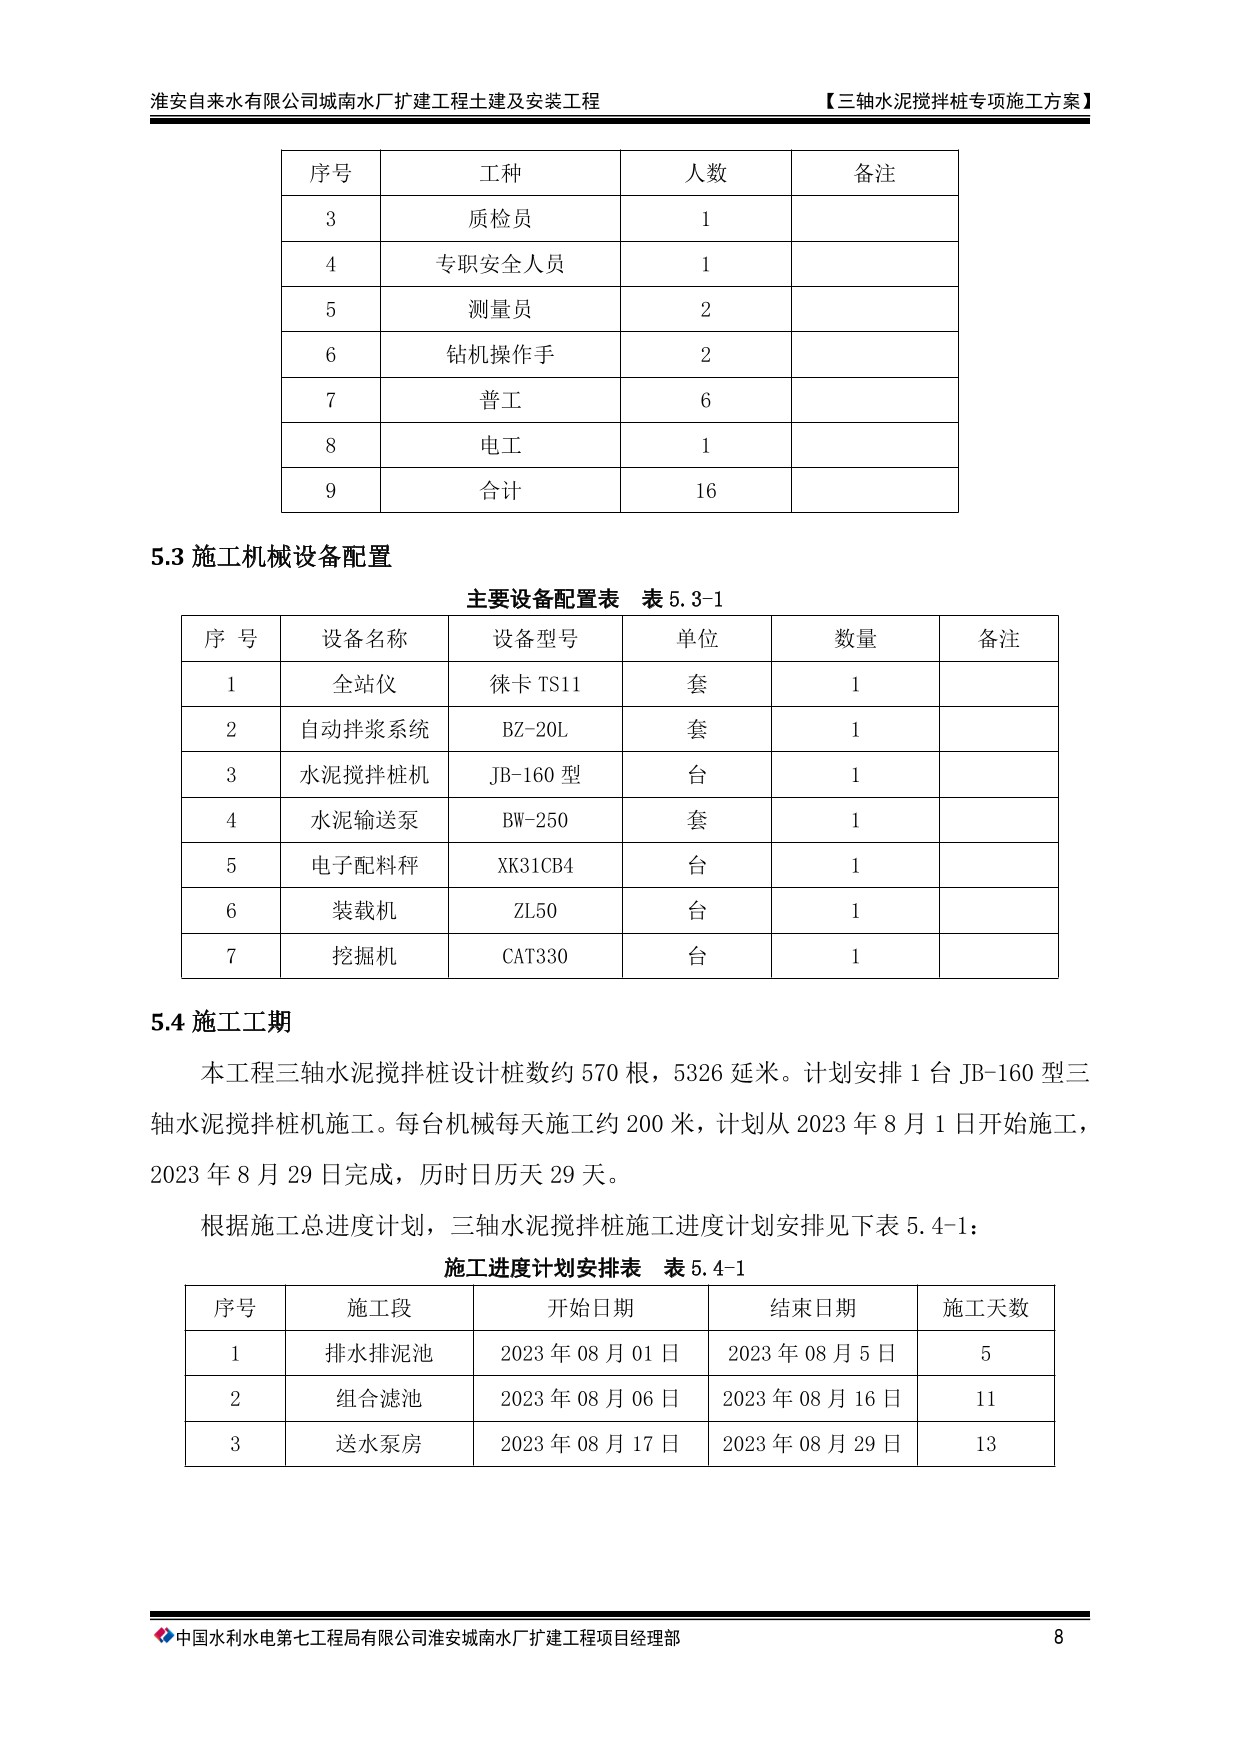 淮安自来水有限公司城南水厂扩建工程土建及安装工程 【三轴水泥搅拌桩专项施工方案】
序号 工种 人数 备注
3 质检员 1
4 专职安全人员 1
5 测量员 2
6 钻机操作手 2
7 普工 6
8 电工 1
9 合计 16
5.3 施工机械设备配置
主要设备配置表 表 5.3-1
序 号 设备名称 设备型号 单位 数量 备注
1 全站仪 徕卡 TS11 套 1
2 自动拌浆系统 BZ-20L 套 1
3 水泥搅拌桩机 JB-160 型 台 1
4 水泥输送泵 BW-250 套 1
5 电子配料秤 XK31CB4 台 1
6 装载机 ZL50 台 1
7 挖掘机 CAT330 台 1
5.4 施工工期
本工程三轴水泥搅拌桩设计桩数约 570 根，5326 延米。计划安排 1 台 JB-160 型三
轴水泥搅拌桩机施工。每台机械每天施工约 200 米，计划从 2023 年 8 月 1 日开始施工，
2023 年 8 月 29 日完成，历时日历天 29 天。
根据施工总进度计划，三轴水泥搅拌桩施工进度计划安排见下表 5.4-1：
施工进度计划安排表 表 5.4-1
序号 施工段 开始日期 结束日期 施工天数
1 排水排泥池 2023 年 08 月 01 日 2023 年 08 月 5 日 5
2 组合滤池 2023 年 08 月 06 日 2023 年 08 月 16 日 11
3 送水泵房 2023 年 08 月 17 日 2023 年 08 月 29 日 13
中国水利水电第七工程局有限公司淮安城南水厂扩建工程项目经理部 8